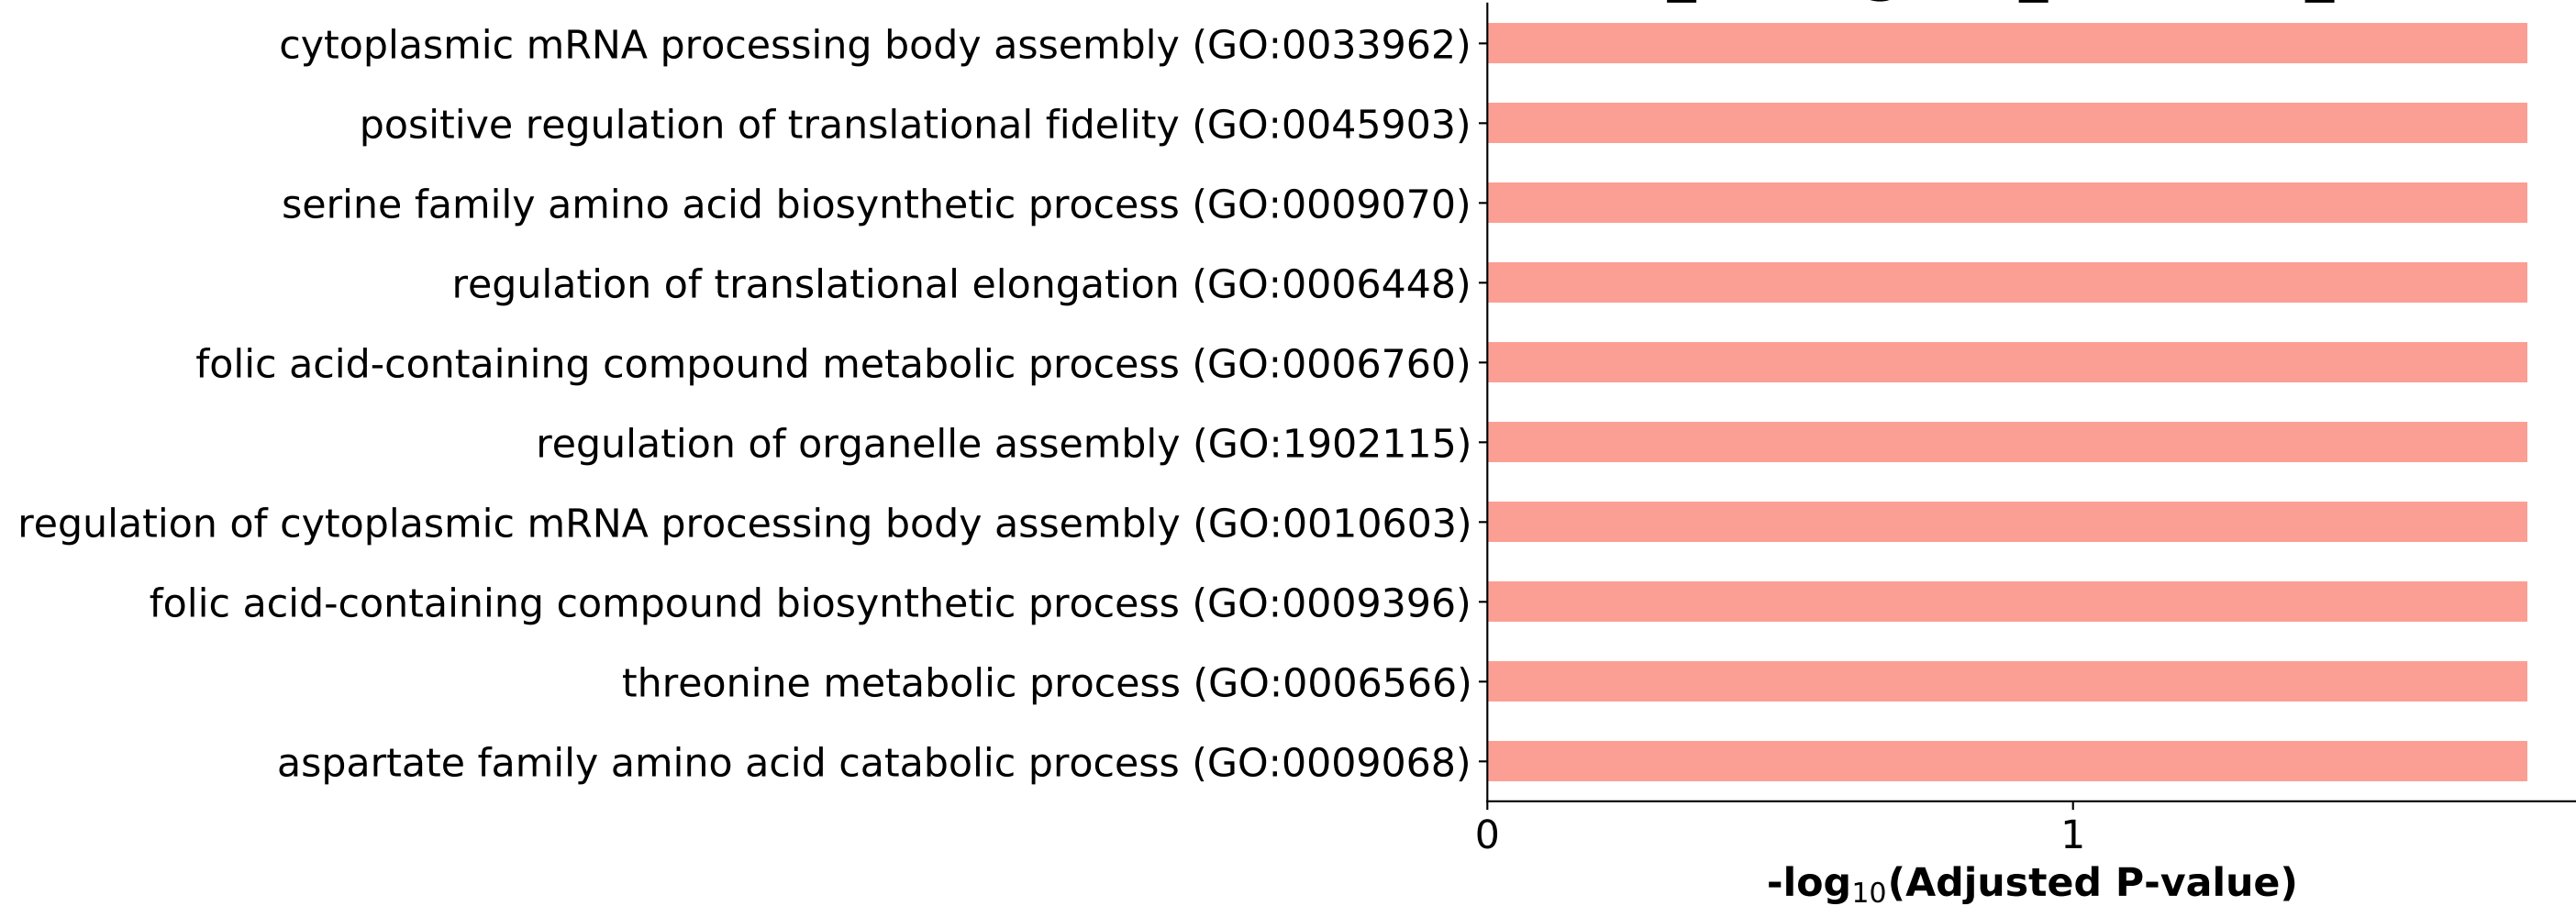 cytoplasmic mRNA processing body assembly (GO:0033962)
positive regulation of translational fidelity (GO:0045903)
serine family amino acid biosynthetic process (GO:0009070)
regulation of translational elongation (GO:0006448)
folic acid-containing compound metabolic process (GO:0006760)
regulation of organelle assembly (GO:1902115)
regulation of cytoplasmic mRNA processing body assembly (GO:0010603)
folic acid-containing compound biosynthetic process (GO:0009396)
threonine metabolic process (GO:0006566)
aspartate family amino acid catabolic process (GO:0009068)
0 1
-log₁₀(Adjusted P-value)